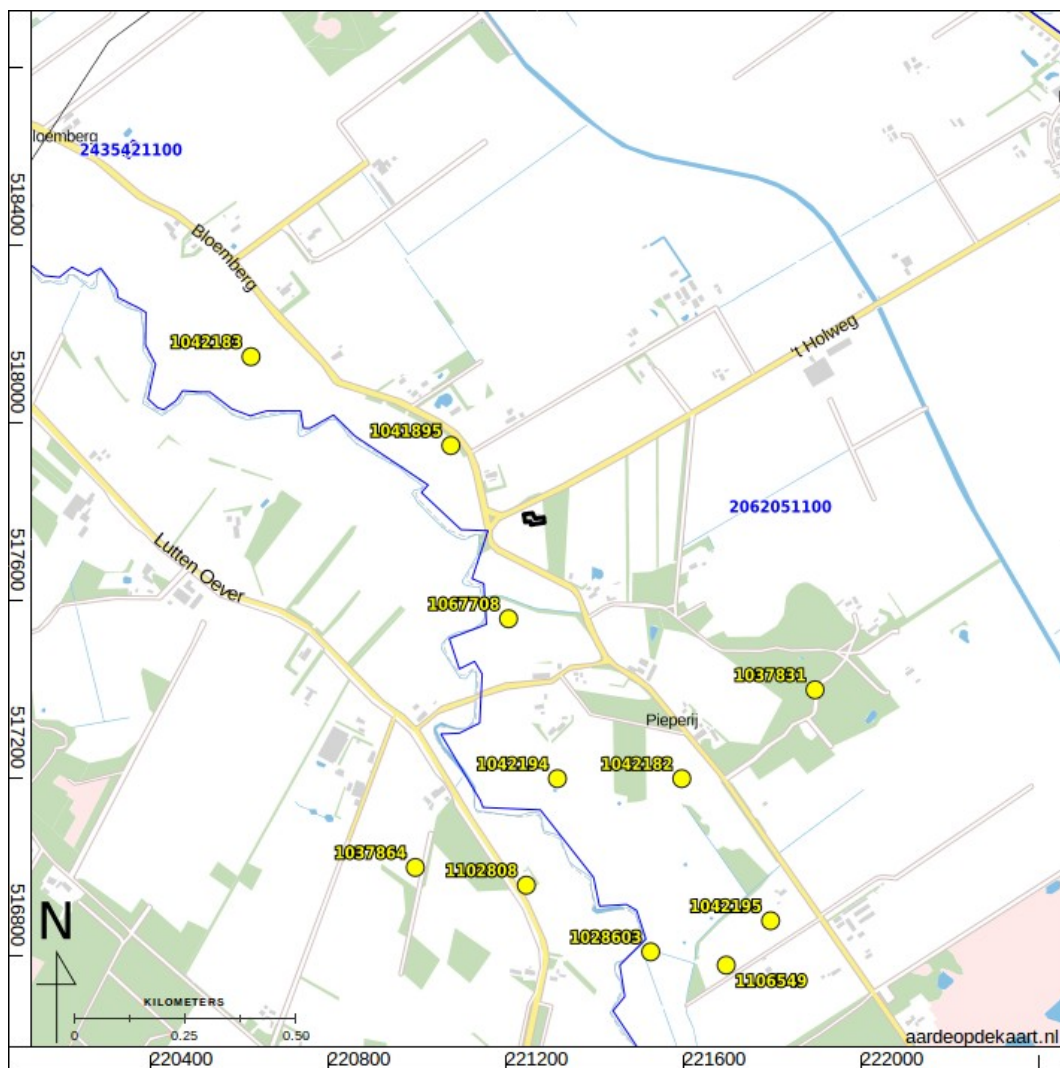 loemberg
2435421100
518400
Bloemberg
't Holweg
1042183
518000
1041895
2062051100
517600
Lutten Oever
1067708
1037831
Pieperij
517200
1042194
1042182
1037864
1102808
1042195
516800
N
1028603
1106549
KILOMETERS
0 0.25 0.50
aardeopdekaart.nl
220400 220800 221200 221600 222000